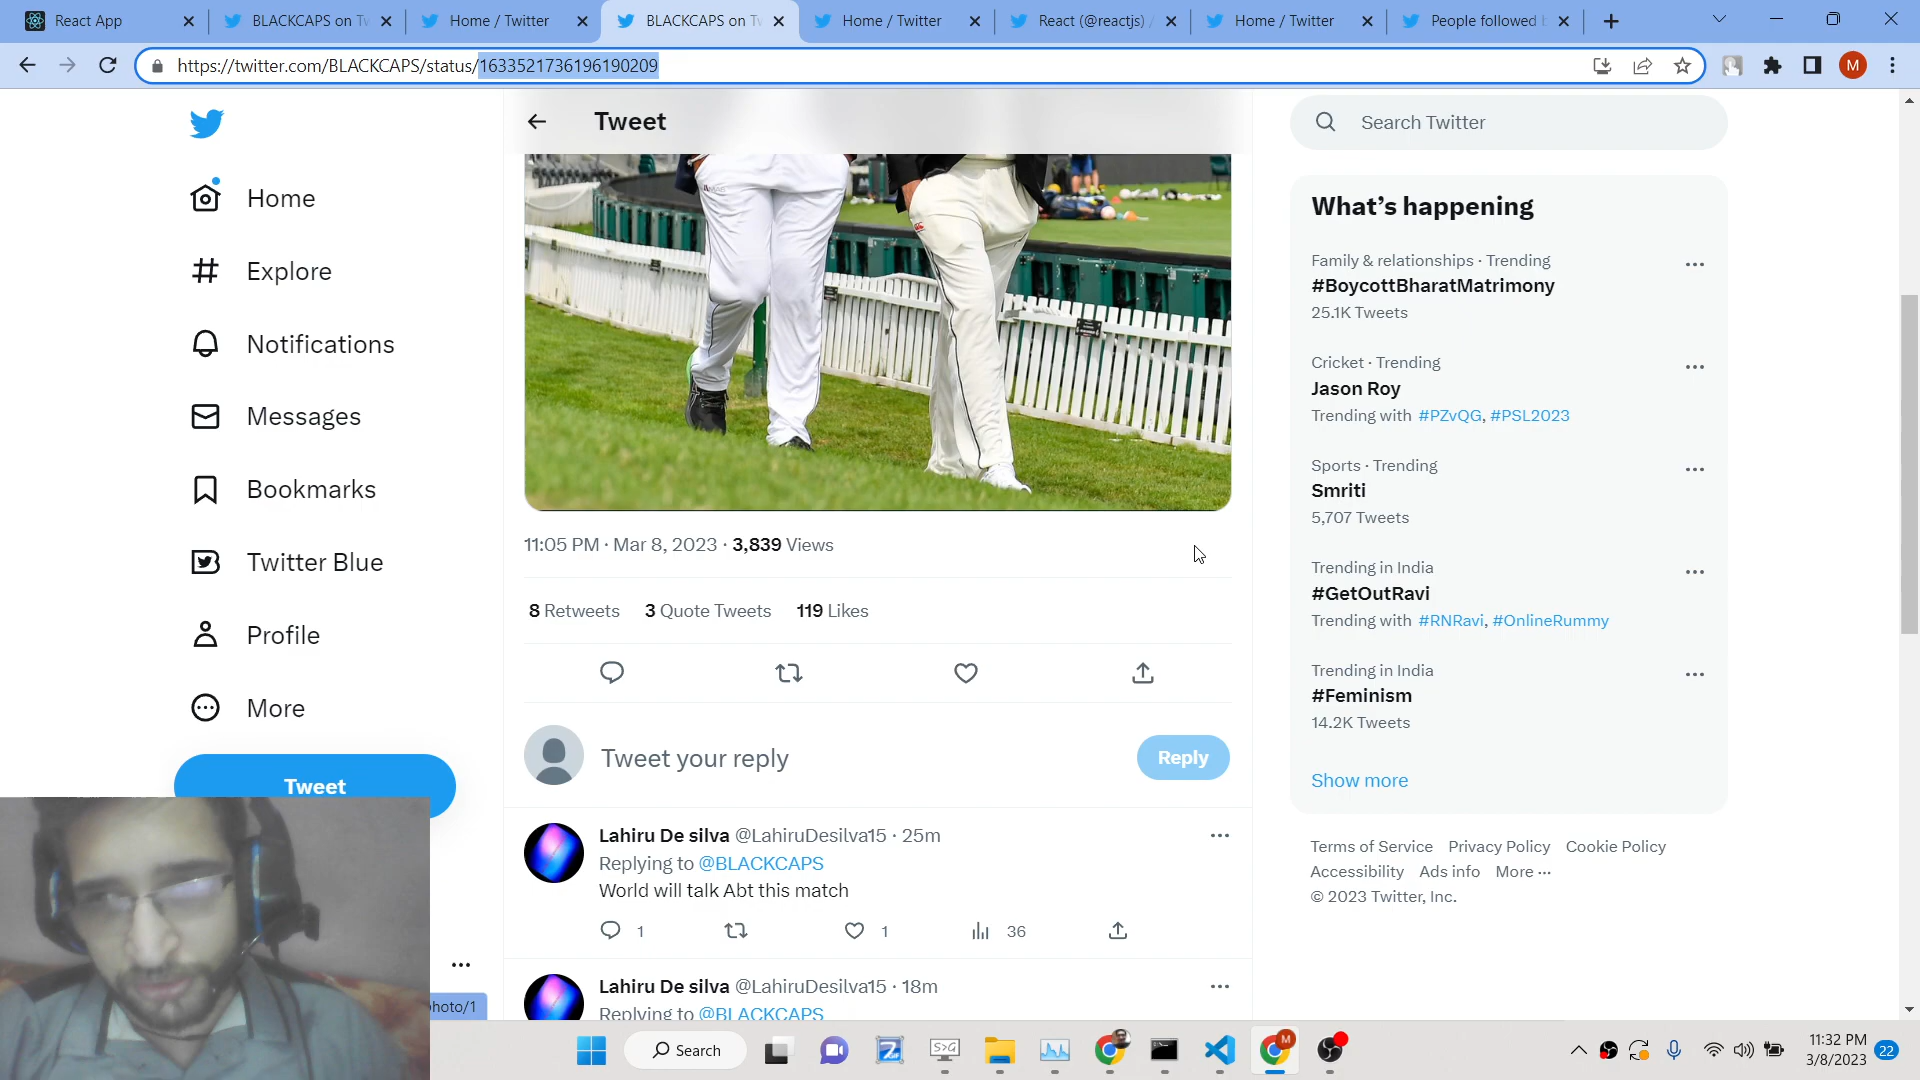 React App
BLACKCAPS on Tw
Home / Twitter
BLACKCAPS on Tw
Home / Twitter
React (@reactjs) /
Home / Twitter
People followed b
https://twitter.com/BLACKCAPS/status/1633521736196190209
M
Home
Explore
Notifications
Messages
Bookmarks
Twitter Blue
Profile
More
Tweet
Tweet
11:05 PM · Mar 8, 2023 · 3,839 Views
8 Retweets 3 Quote Tweets 119 Likes
Tweet your reply
Reply
Lahiru De silva @LahiruDesilva15 · 25m
Replying to @BLACKCAPS
World will talk Abt this match
1
1
36
Lahiru De silva @LahiruDesilva15 · 18m
Replying to @BLACKCAPS
Search Twitter
What's happening
Family & relationships · Trending
#BoycottBharatMatrimony
25.1K Tweets
Cricket · Trending
Jason Roy
Trending with #PZvQG, #PSL2023
Sports · Trending
Smriti
5,707 Tweets
Trending in India
#GetOutRavi
Trending with #RNRavi, #OnlineRummy
Trending in India
#Feminism
14.2K Tweets
Show more
Terms of Service Privacy Policy Cookie Policy
Accessibility Ads info More ...
© 2023 Twitter, Inc.
hoto/1
Search
M
11:32 PM
3/8/2023
22